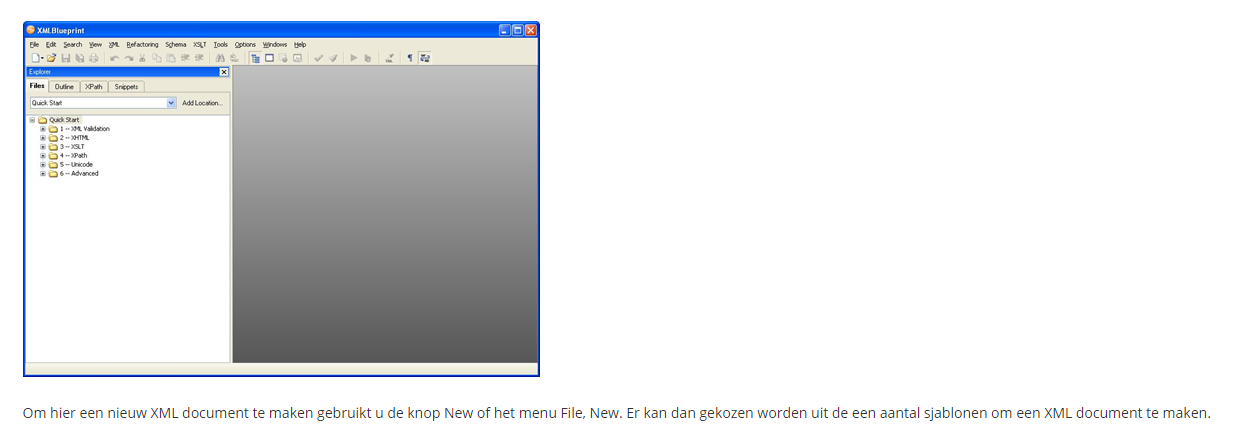 XMLBlueprint
File Edit Search View XML Refactoring Schema XSLT Tools Options Windows Help
Explorer
Files Outline XPath Snippets
Quick Start Add Location...
Quick Start
1 -- XML Validation
2 -- XHTML
3 -- XSLT
4 -- XPath
5 -- Unicode
6 -- Advanced
Om hier een nieuw XML document te maken gebruikt u de knop New of het menu File, New. Er kan dan gekozen worden uit de een aantal sjablonen om een XML document te maken.